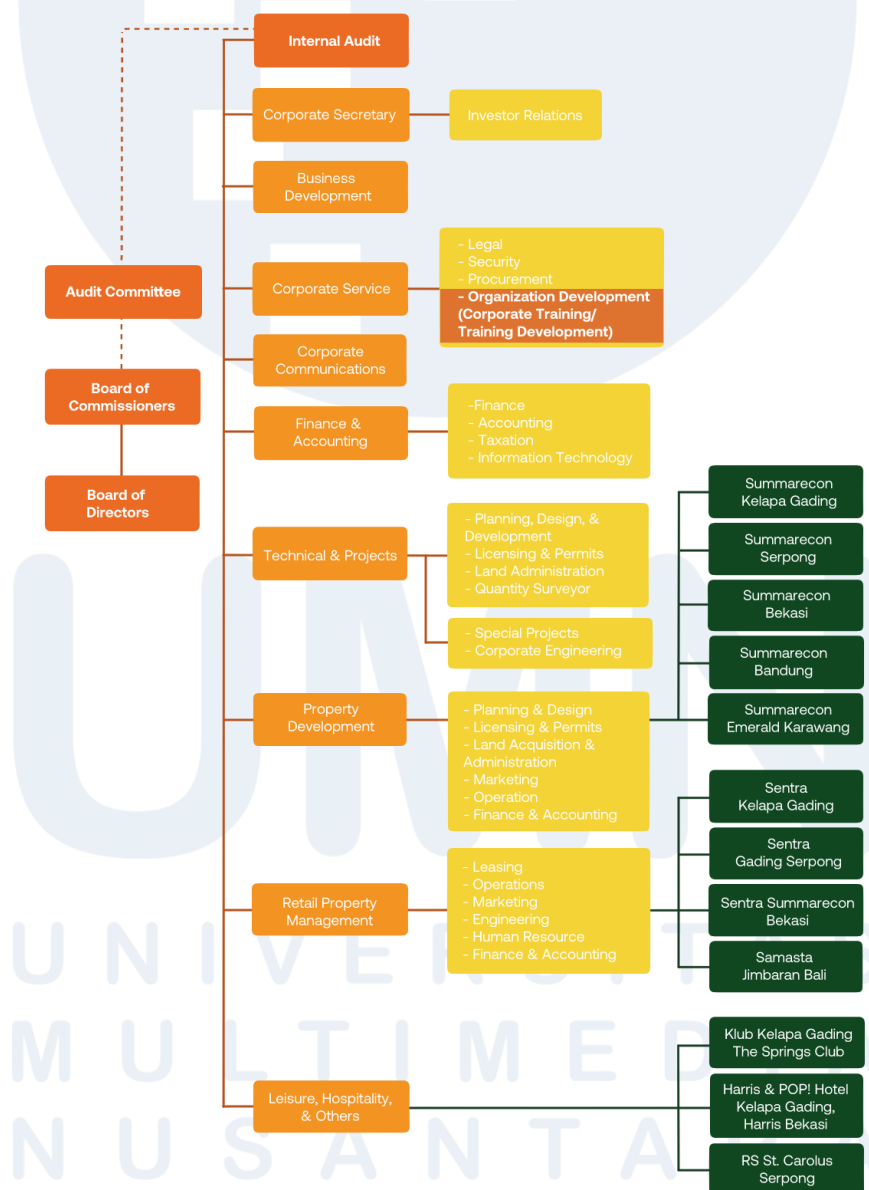 Internal Audit
Corporate Secretary
Investor Relations
Business
Development
Audit Committee
Corporate Service
- Legal
- Security
- Procurement
- Organization Development
(Corporate Training/
Training Development)
Corporate
Communications
Board of
Commissioners
Finance &
Accounting
-Finance
- Accounting
- Taxation
- Information Technology
Board of
Directors
Technical & Projects
- Planning, Design, &
Development
- Licensing & Permits
- Land Administration
- Quantity Surveyor
- Special Projects
- Corporate Engineering
Summarecon
Kelapa Gading
Summarecon
Serpong
Summarecon
Bekasi
Summarecon
Bandung
Summarecon
Emerald Karawang
Property
Development
- Planning & Design
- Licensing & Permits
- Land Acquisition &
Administration
- Marketing
- Operation
- Finance & Accounting
Sentra
Kelapa Gading
Sentra
Gading Serpong
Sentra Summarecon
Bekasi
Samasta
Jimbaran Bali
Retail Property
Management
- Leasing
- Operations
- Marketing
- Engineering
- Human Resource
- Finance & Accounting
Leisure, Hospitality,
& Others
Klub Kelapa Gading
The Springs Club
Harris & POP! Hotel
Kelapa Gading,
Harris Bekasi
RS St. Carolus
Serpong
UMN
UNIVERSITAS
MULTIMEDIA
NUSANTARA